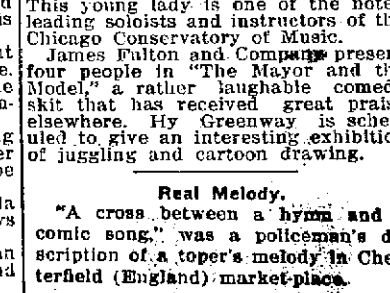 This young lady is one of the note
leading soloists and instructors of th
Chicago Conservatory of Music.
James Fulton and Company presen
four people in "The Mayor and th
Model," a rather laughable comed
skit that has received great prais
elsewhere. Hy Greenway is sche
uled to give an interesting exhibitio
of juggling and cartoon drawing.
Real Melody.
"A cross between a hymn and
comic song," was a policeman's d
scription of a toper's melody in Che
terfield (England) market-place.